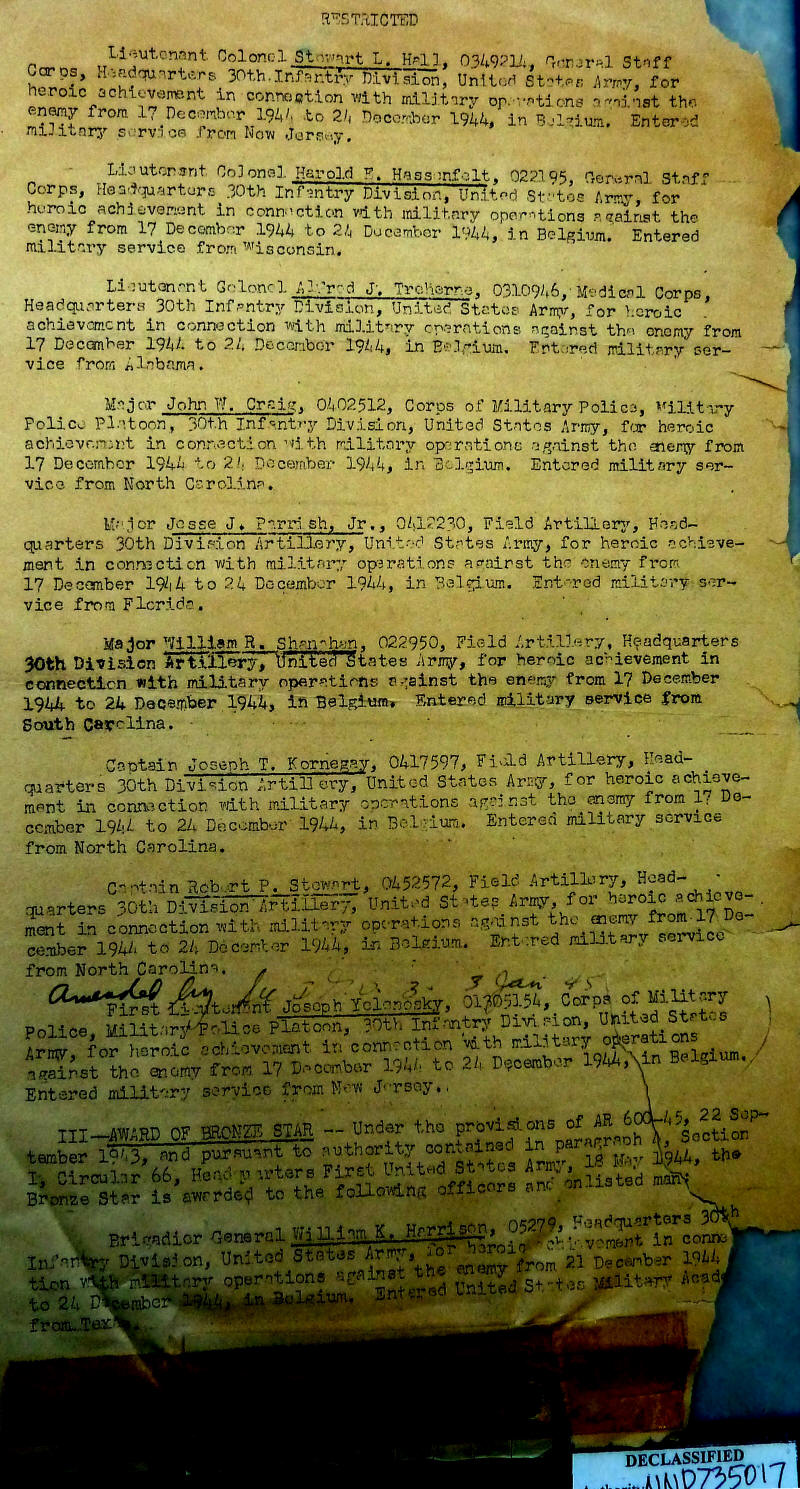 RESTRICTED
Lieutenant Colonel Stewart L. Hall, O349214, General Staff
Corps, Headquarters 30th Infantry Division, United States Army, for
heroic achievement in connection with military operations against the
enemy from 17 December 1944 to 24 December 1944, in Belgium. Entered
military service from New Jersey.
Lieutenant Colonel Harold E. Hassenfelt, O22195, General Staff
Corps, Headquarters 30th Infantry Division, United States Army, for
heroic achievement in connection with military operations against the
enemy from 17 December 1944 to 24 December 1944, in Belgium. Entered
military service from Wisconsin.
Lieutenant Colonel Alfred J. Treherne, O310946, Medical Corps,
Headquarters 30th Infantry Division, United States Army, for heroic
achievement in connection with military operations against the enemy from
17 December 1944 to 24 December 1944, in Belgium. Entered military ser-
vice from Alabama.
Major John W. Craig, O402512, Corps of Military Police, Military
Police Platoon, 30th Infantry Division, United States Army, for heroic
achievement in connection with military operations against the enemy from
17 December 1944 to 24 December 1944, in Belgium. Entered military ser-
vice from North Carolina.
Major Jesse J. Parrish, Jr., O412230, Field Artillery, Head-
quarters 30th Division Artillery, United States Army, for heroic achieve-
ment in connection with military operations against the enemy from
17 December 1944 to 24 December 1944, in Belgium. Entered military ser-
vice from Florida.
Major William R. Shanahan, O22950, Field Artillery, Headquarters
30th Division Artillery, United States Army, for heroic achievement in
connection with military operations against the enemy from 17 December
1944 to 24 December 1944, in Belgium. Entered military service from
South Carolina.
Captain Joseph T. Kornegay, O417597, Field Artillery, Head-
quarters 30th Division Artillery, United States Army, for heroic achieve-
ment in connection with military operations against the enemy from 17 De-
cember 1944 to 24 December 1944, in Belgium. Entered military service
from North Carolina.
Captain Robert P. Stewart, O452572, Field Artillery, Head-
quarters 30th Division Artillery, United States Army, for heroic achieve-
ment in connection with military operations against the enemy from 17 De-
cember 1944 to 24 December 1944, in Belgium. Entered military service
from North Carolina.
Amended by 3 Jan 45
First Lieutenant Joseph Yolanosky, O1305154, Corps of Military
Police, Military Police Platoon, 30th Infantry Division, United States
Army, for heroic achievement in connection with military operations
against the enemy from 17 December 1944 to 24 December 1944, in Belgium.
Entered military service from New Jersey.
III—AWARD OF BRONZE STAR -- Under the provisions of AR 600-45, 22 Sep-
tember 1943, and pursuant to authority contained in paragraph Section
I, Circular 66, Headquarters First United States Army, 18 May 1944, the
Bronze Star is awarded to the following officers and enlisted man:
Brigadier General William K. Harrison, O5279, Headquarters 30th
Infantry Division, United States Army, for heroic achievement in connec
tion with military operations against the enemy from 21 December 1944
to 24 December 1944, in Belgium. Entered United States Military Acade
from Texas.
DECLASSIFIED
Authority NND735017